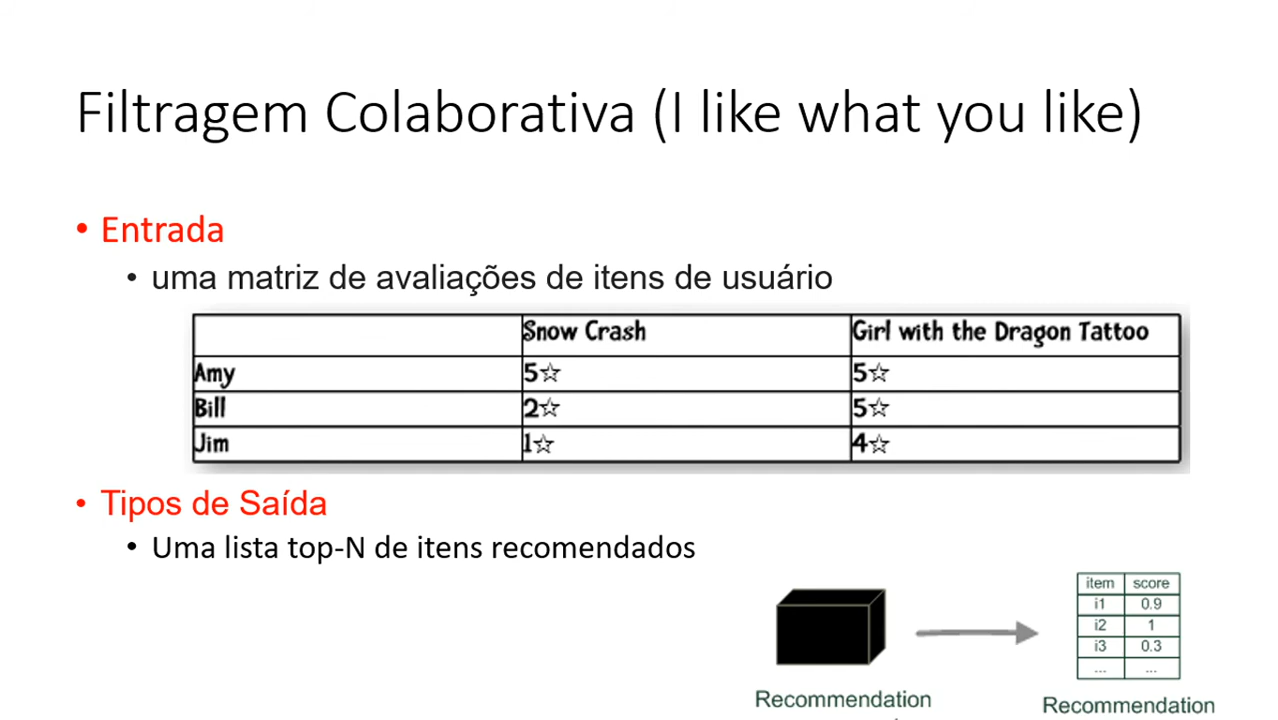 Filtragem Colaborativa (I like what you like)
• Entrada
• uma matriz de avaliações de itens de usuário
Snow Crash Girl with the Dragon Tattoo
Amy 5☆ 5☆
Bill 2☆ 5☆
Jim 1☆ 4☆
• Tipos de Saída
• Uma lista top-N de itens recomendados
item score
i1 0.9
i2 1
i3 0.3
... ...
Recommendation
Recommendation